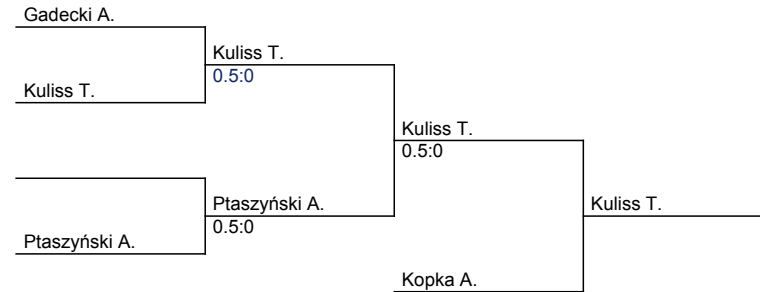 Gadecki A.
Kuliss T.
0.5:0
Kuliss T.
Kuliss T.
0.5:0
Ptaszyński A.
0.5:0
Kuliss T.
Ptaszyński A.
Kopka A.